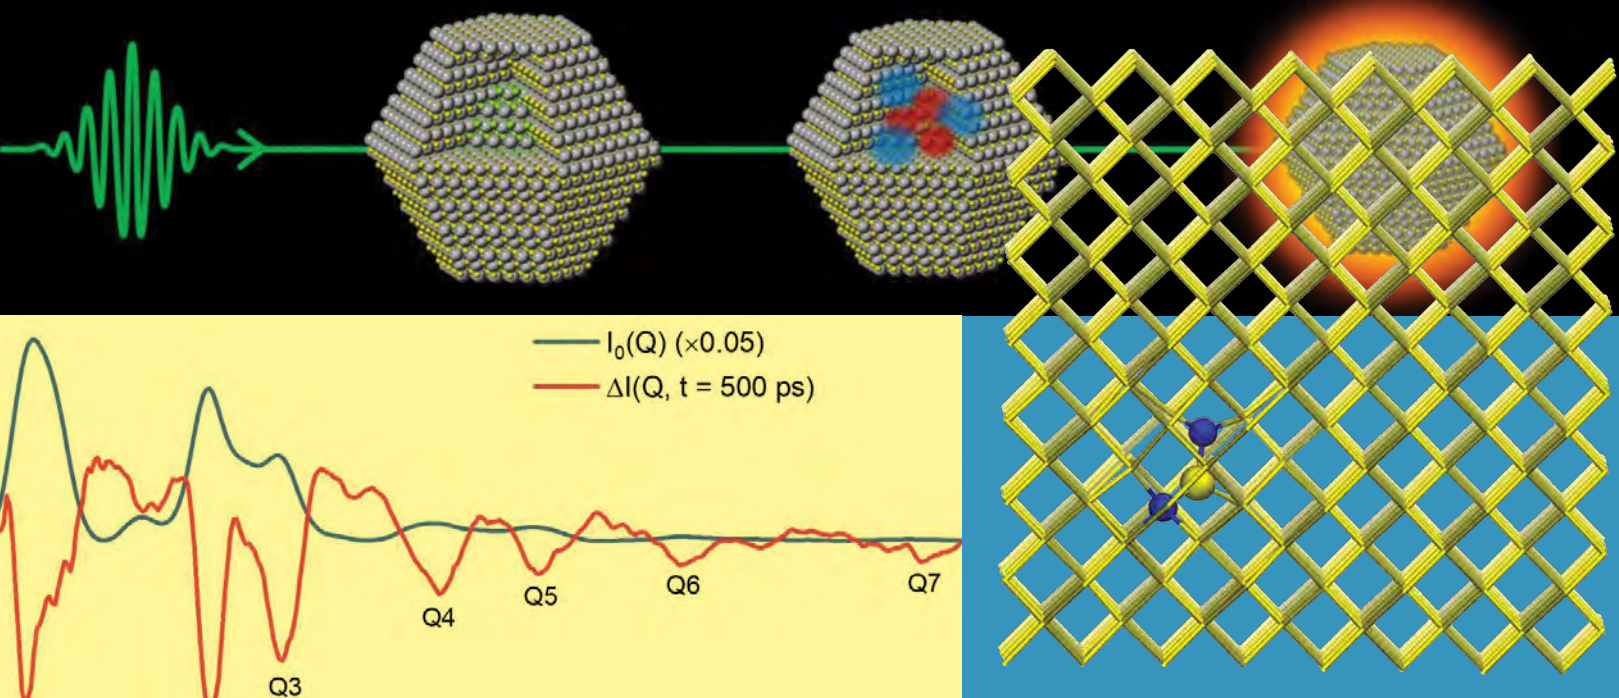 I₀(Q) (×0.05)
ΔI(Q, t = 500 ps)
Q3
Q4
Q5
Q6
Q7